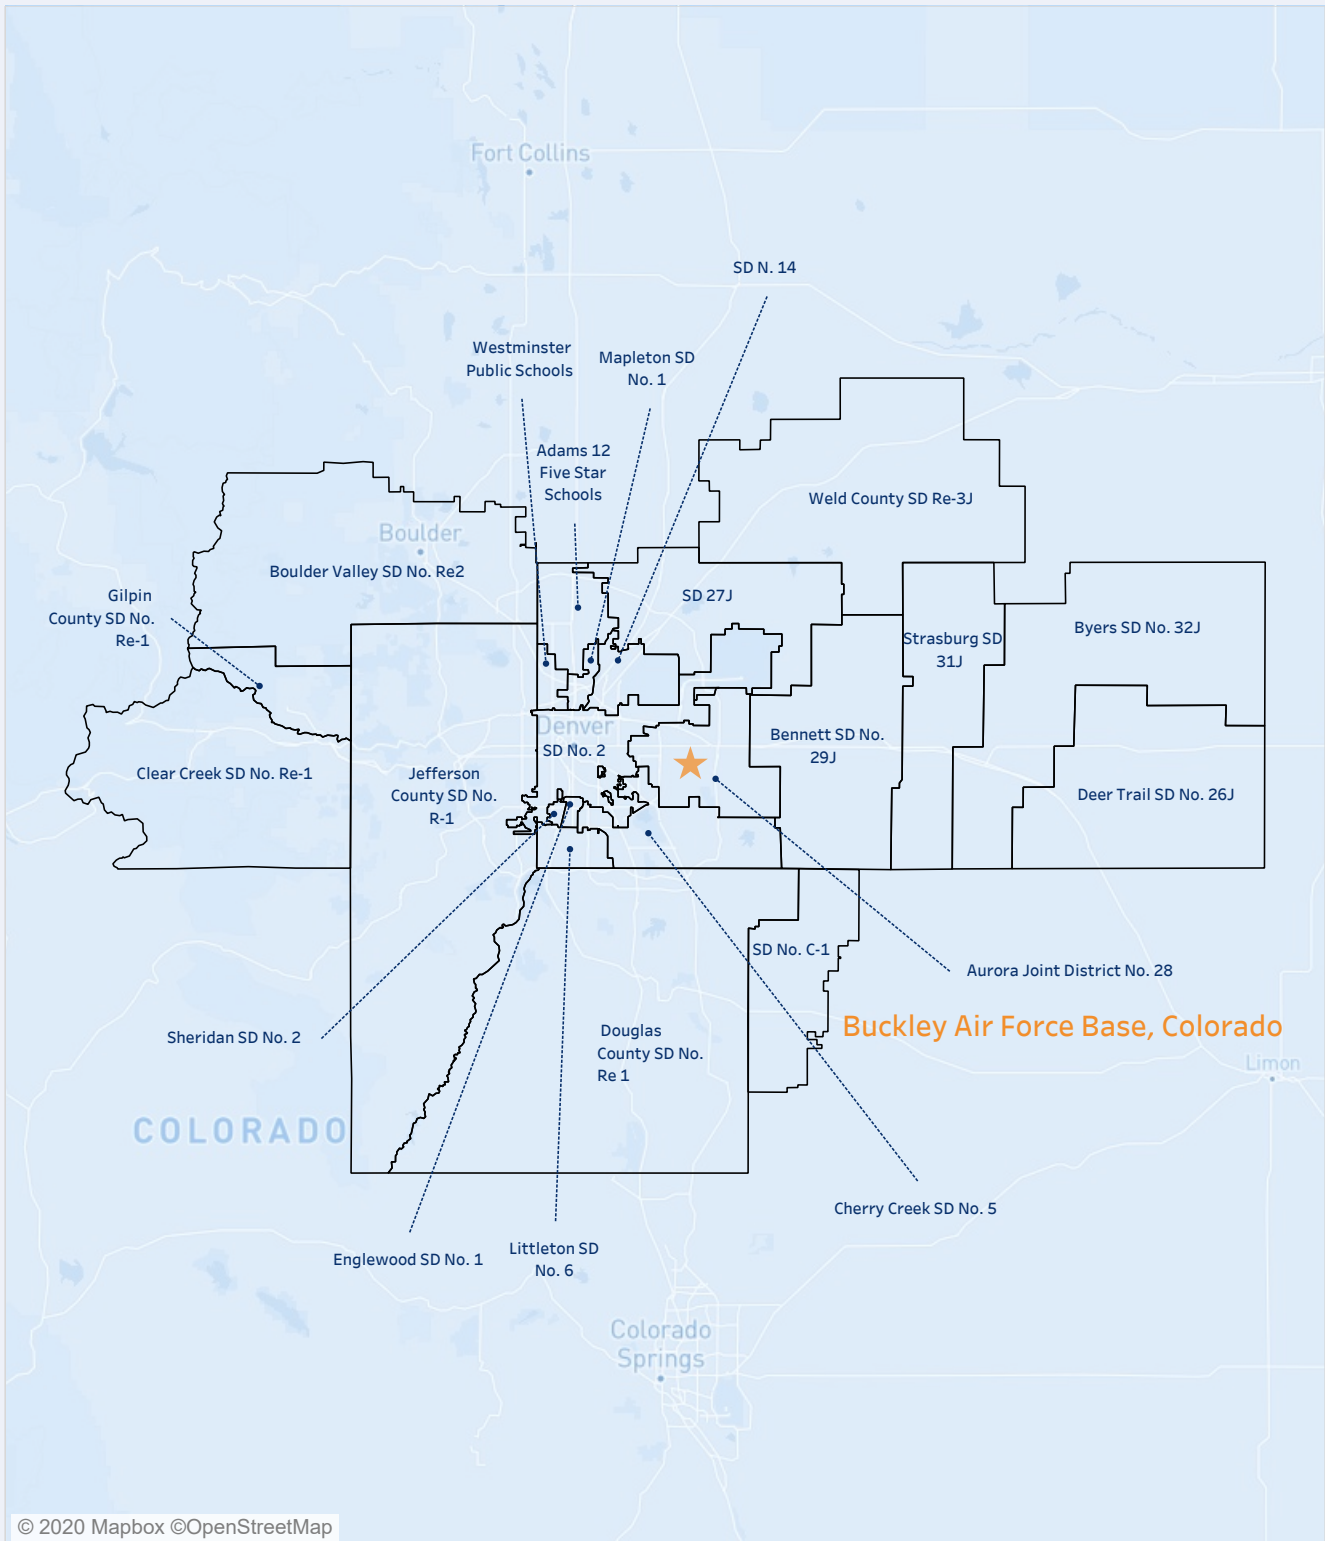 Fort Collins
SD N. 14
Westminster
Public Schools
Mapleton SD
No. 1
Adams 12
Five Star
Schools
Weld County SD Re-3J
Boulder
Boulder Valley SD No. Re2
SD 27J
Gilpin
County SD No.
Re-1
Strasburg SD
31J
Byers SD No. 32J
Denver
SD No. 2
Bennett SD No.
29J
Clear Creek SD No. Re-1
Jefferson
County SD No.
R-1
Deer Trail SD No. 26J
SD No. C-1
Aurora Joint District No. 28
Buckley Air Force Base, Colorado
Sheridan SD No. 2
Douglas
County SD No.
Re 1
Limon
COLORADO
Cherry Creek SD No. 5
Englewood SD No. 1
Littleton SD
No. 6
Colorado
Springs
© 2020 Mapbox ©OpenStreetMap